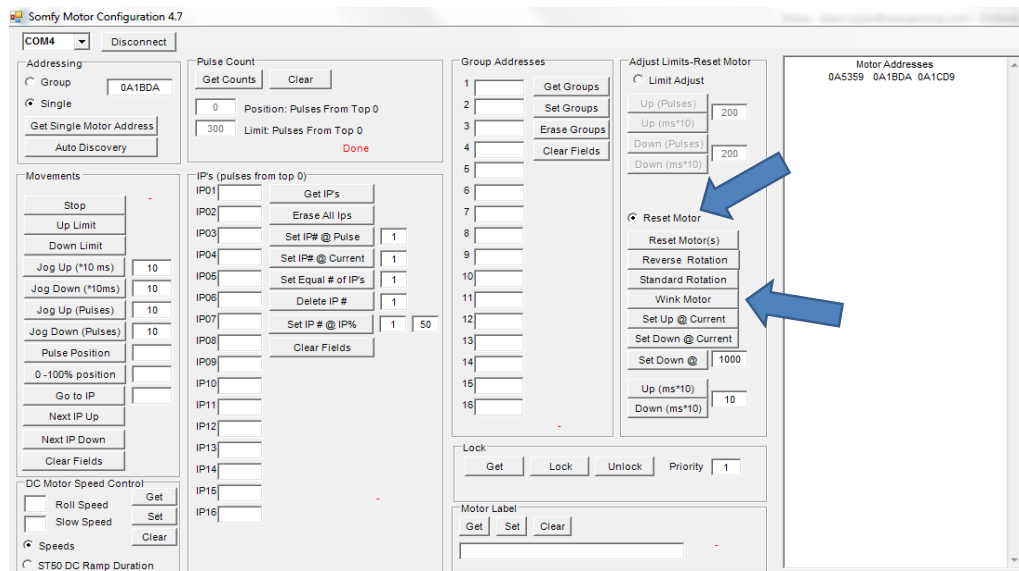 Somfy Motor Configuration 4.7
COM4 Disconnect
Addressing
Group 0A1BDA
Single
Get Single Motor Address
Auto Discovery
Pulse Count
Get Counts Clear
0 Position: Pulses From Top 0
300 Limit: Pulses From Top 0
Done
Movements
-
Stop
Up Limit
Down Limit
Jog Up (*10 ms) 10
Jog Down (*10ms) 10
Jog Up (Pulses) 10
Jog Down (Pulses) 10
Pulse Position
0 -100% position
Go to IP
Next IP Up
Next IP Down
Clear Fields
DC Motor Speed Control
Roll Speed Get
Slow Speed Set
Clear
Speeds
ST50 DC Ramp Duration
IP's (pulses from top 0)
IP01 Get IP's
IP02 Erase All Ips
IP03 Set IP# @ Pulse 1
IP04 Set IP# @ Current 1
IP05 Set Equal # of IP's 1
IP06 Delete IP # 1
IP07 Set IP # @ IP% 1 50
IP08 Clear Fields
IP09
IP10
IP11
IP12
IP13
IP14
IP15
-
IP16
Group Addresses
1 Get Groups
2 Set Groups
3 Erase Groups
4 Clear Fields
5
6
7
8
9
10
11
12
13
14
15
16
-
Adjust Limits-Reset Motor
Limit Adjust
Up (Pulses) 200
Up (ms*10)
Down (Pulses) 200
Down (ms*10)
Reset Motor
Reset Motor(s)
Reverse Rotation
Standard Rotation
Wink Motor
Set Up @ Current
Set Down @ Current
Set Down @ 1000
Up (ms*10) 10
Down (ms*10)
Lock
Get Lock Unlock Priority 1
Motor Label
Get Set Clear
-
Motor Addresses
0A5359 0A1BDA 0A1CD9